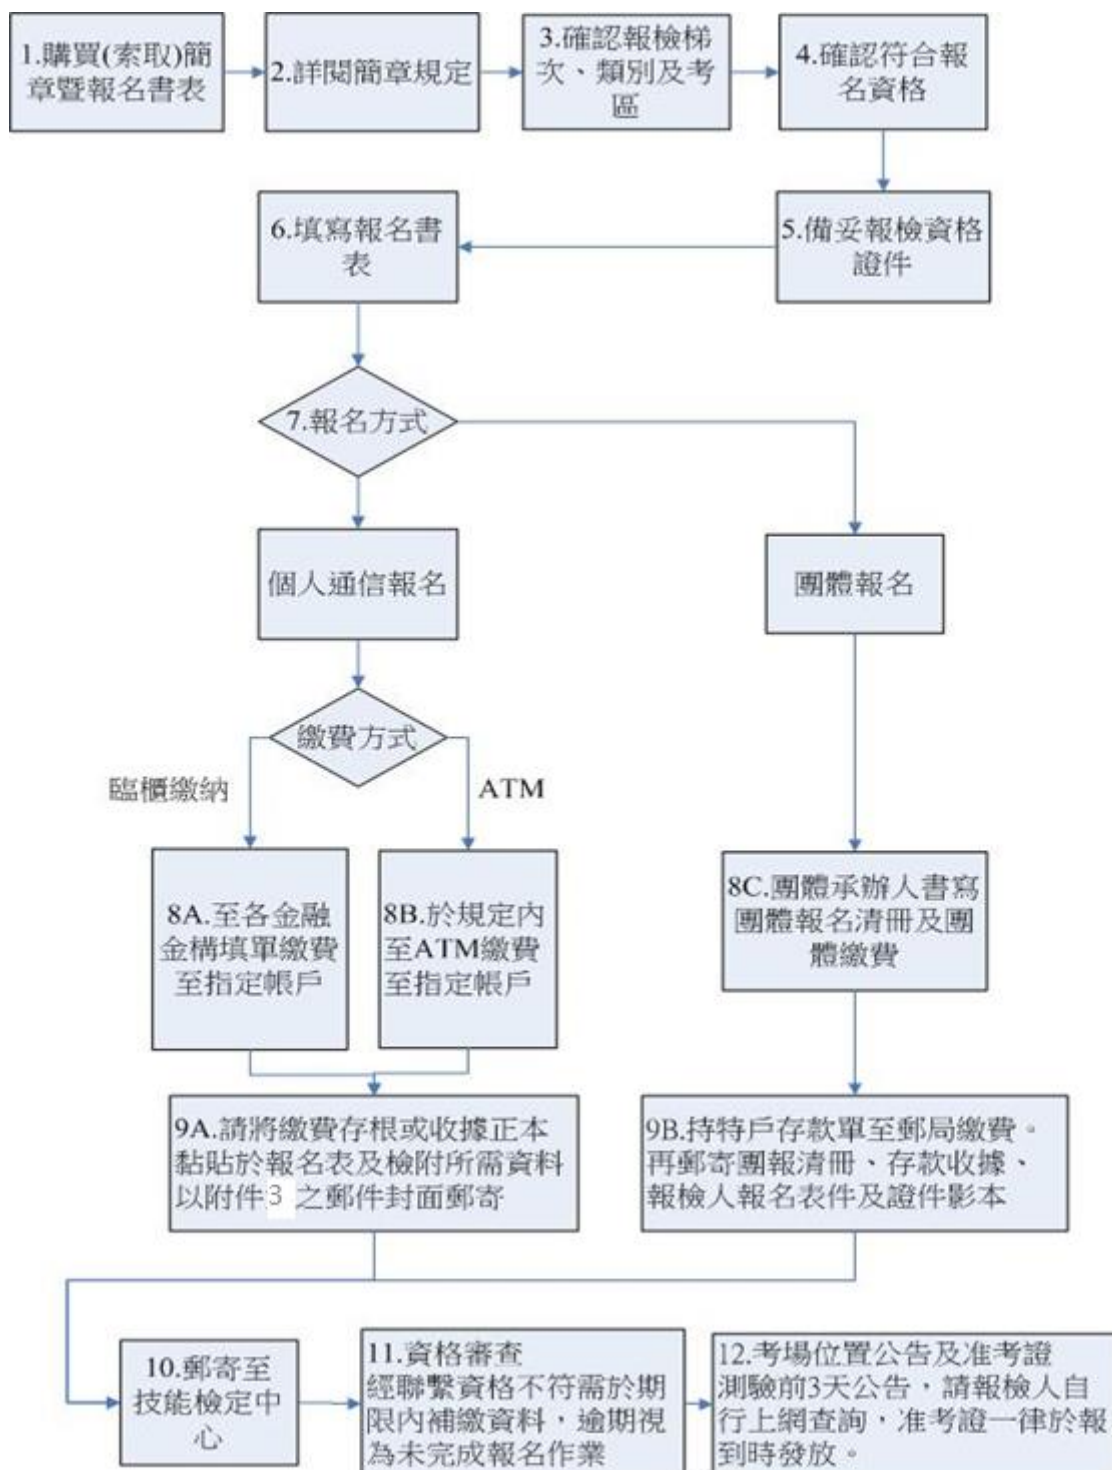 1.購買(索取)簡
章暨報名書表
2.詳閱簡章規定
3.確認報檢梯
次、類別及考
區
4.確認符合報
名資格
5.備妥報檢資格
證件
6.填寫報名書
表
7.報名方式
個人通信報名
團體報名
繳費方式
臨櫃繳納
ATM
8A.至各金融
金構填單繳費
至指定帳戶
8B.於規定內
至ATM繳費
至指定帳戶
8C.團體承辦人書寫
團體報名清冊及團
體繳費
9A.請將繳費存根或收據正本
黏貼於報名表及檢附所需資料
以附件3之郵件封面郵寄
9B.持特戶存款單至郵局繳費。
再郵寄團報清冊、存款收據、
報檢人報名表件及證件影本
10.郵寄至
技能檢定中
心
11.資格審查
經聯繫資格不符需於期
限內補繳資料，逾期視
為未完成報名作業
12.考場位置公告及准考證
測驗前3天公告，請報檢人自
行上網查詢，准考證一律於報
到時發放。